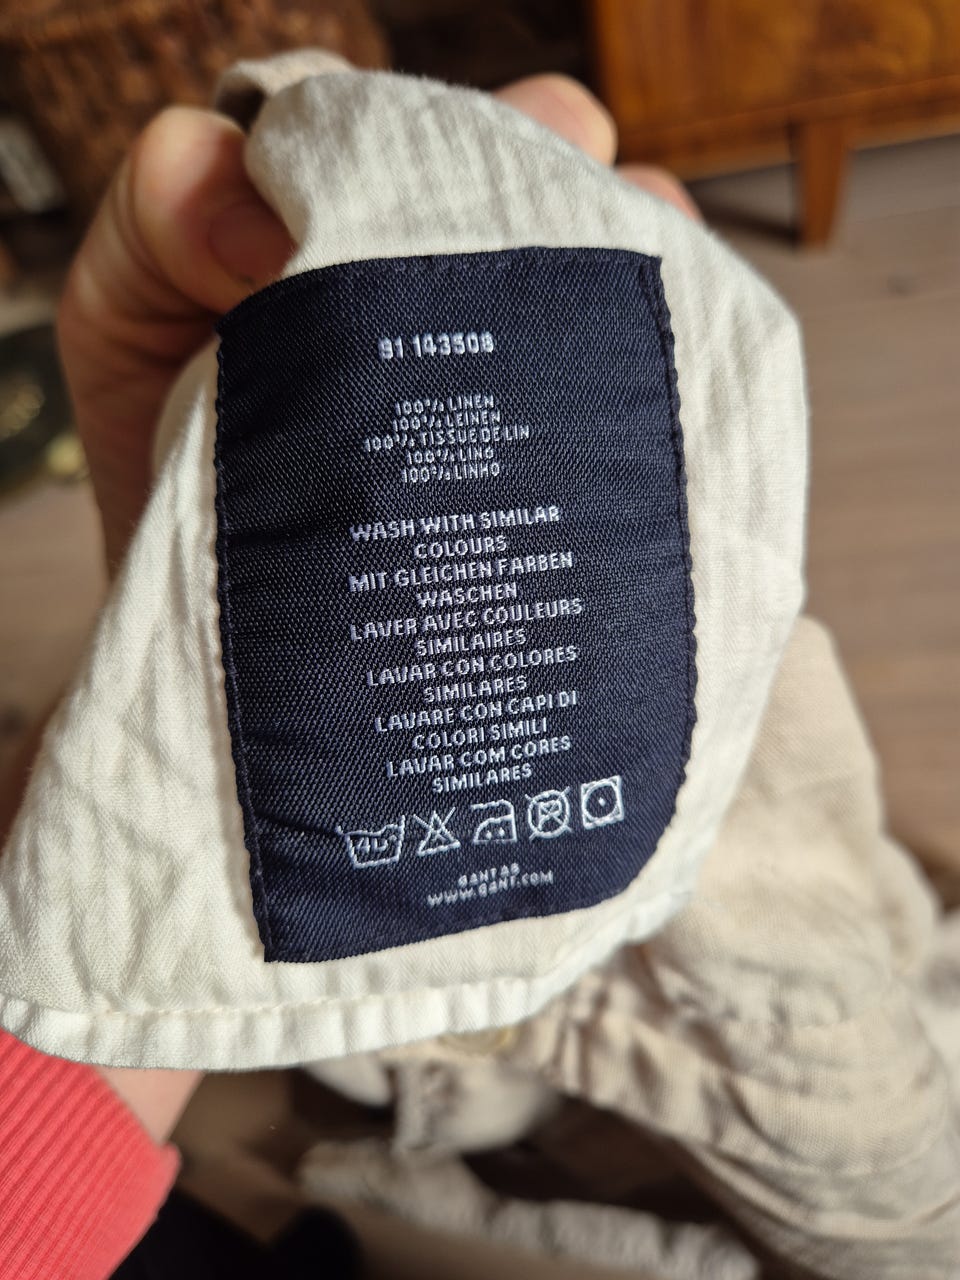 91 143508
100% LINEN
100% LEINEN
100% TISSUE DE LIN
100% LINO
100% LINHO
WASH WITH SIMILAR
COLOURS
MIT GLEICHEN FARBEN
WASCHEN
LAVER AVEC COULEURS
SIMILAIRES
LAVAR CON COLORES
SIMILARES
LAVARE CON CAPI DI
COLORI SIMILI
LAVAR COM CORES
SIMILARES
40
GANT AB
WWW.GANT.COM